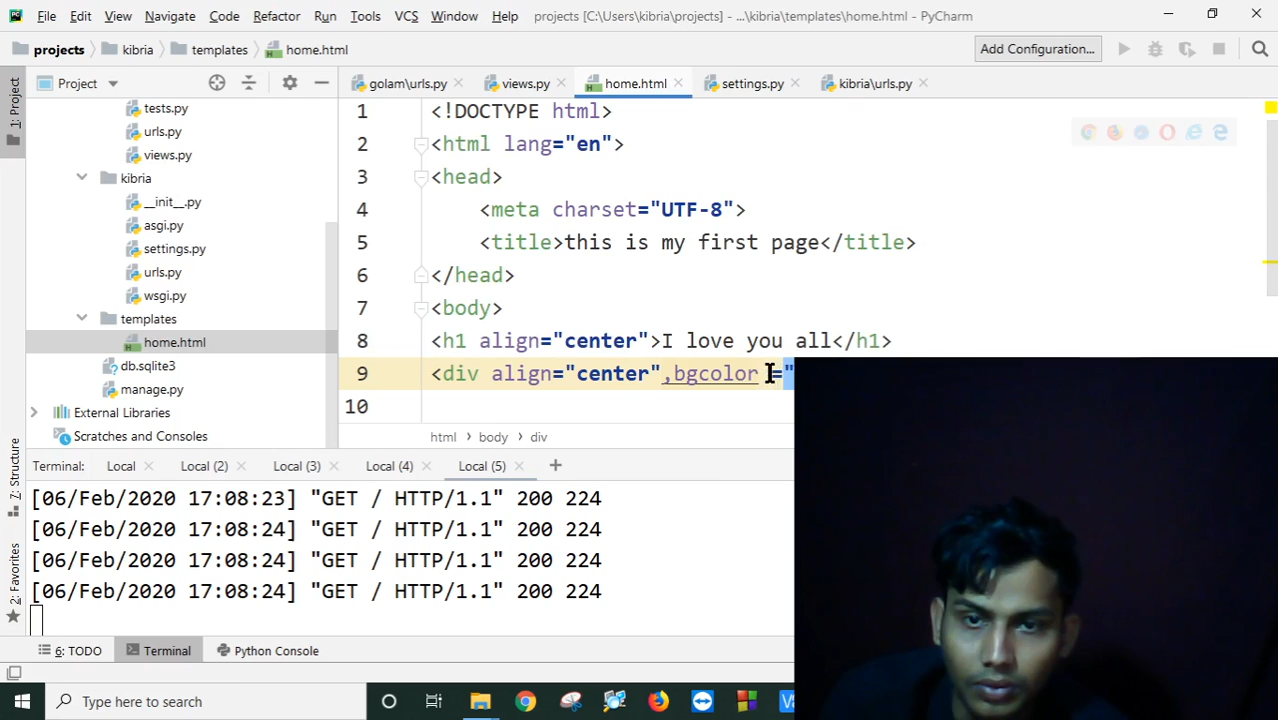 File Edit View Navigate Code Refactor Run Tools VCS Window Help projects [C:\Users\kibria\projects] - ...\kibria\templates\home.html - PyCharm
projects kibria templates home.html Add Configuration...
Project golam\urls.py views.py home.html settings.py kibria\urls.py
1: Project
tests.py
urls.py
views.py
kibria
__init__.py
asgi.py
settings.py
urls.py
wsgi.py
templates
home.html
db.sqlite3
manage.py
External Libraries
Scratches and Consoles
1 <!DOCTYPE html>
2 <html lang="en">
3 <head>
4 <meta charset="UTF-8">
5 <title>this is my first page</title>
6 </head>
7 <body>
8 <h1 align="center">I love you all</h1>
9 <div align="center",bgcolor ="
10
html body div
7: Structure
2: Favorites
Terminal: Local Local (2) Local (3) Local (4) Local (5)
[06/Feb/2020 17:08:23] "GET / HTTP/1.1" 200 224
[06/Feb/2020 17:08:24] "GET / HTTP/1.1" 200 224
[06/Feb/2020 17:08:24] "GET / HTTP/1.1" 200 224
[06/Feb/2020 17:08:24] "GET / HTTP/1.1" 200 224
6: TODO Terminal Python Console
Type here to search